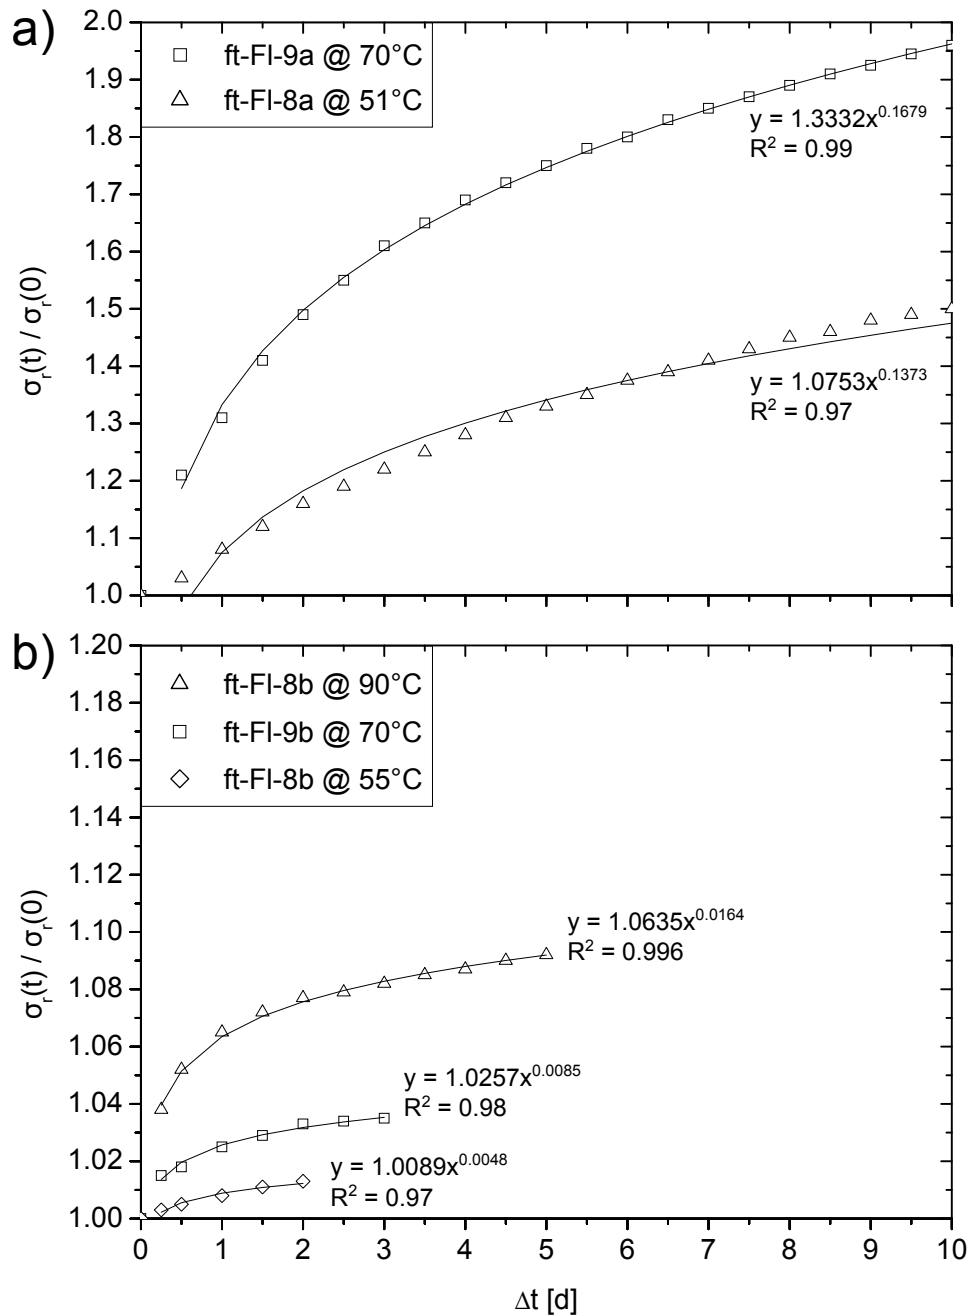 a)
ft-FI-9a @ 70°C
ft-FI-8a @ 51°C
2.0
1.9
1.8
1.7
1.6
1.5
1.4
1.3
1.2
1.1
1.0
σr(t) / σr(0)
y = 1.3332x^0.1679
R² = 0.99
y = 1.0753x^0.1373
R² = 0.97
b)
ft-FI-8b @ 90°C
ft-FI-9b @ 70°C
ft-FI-8b @ 55°C
1.20
1.18
1.16
1.14
1.12
1.10
1.08
1.06
1.04
1.02
1.00
σr(t) / σr(0)
y = 1.0635x^0.0164
R² = 0.996
y = 1.0257x^0.0085
R² = 0.98
y = 1.0089x^0.0048
R² = 0.97
0 1 2 3 4 5 6 7 8 9 10
Δt [d]